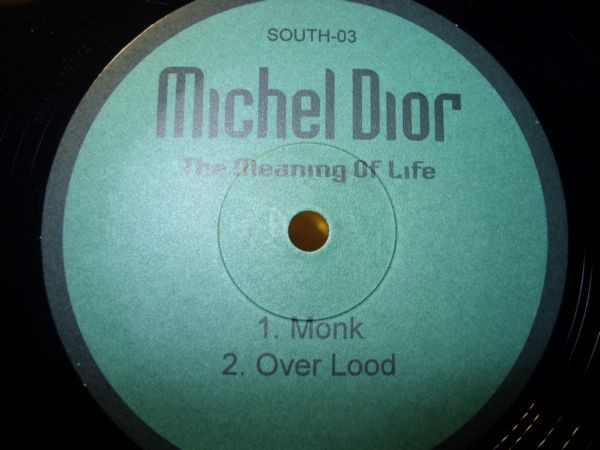 SOUTH-03
Michel Dior
The Meaning Of Life
1. Monk
2. Over Lood